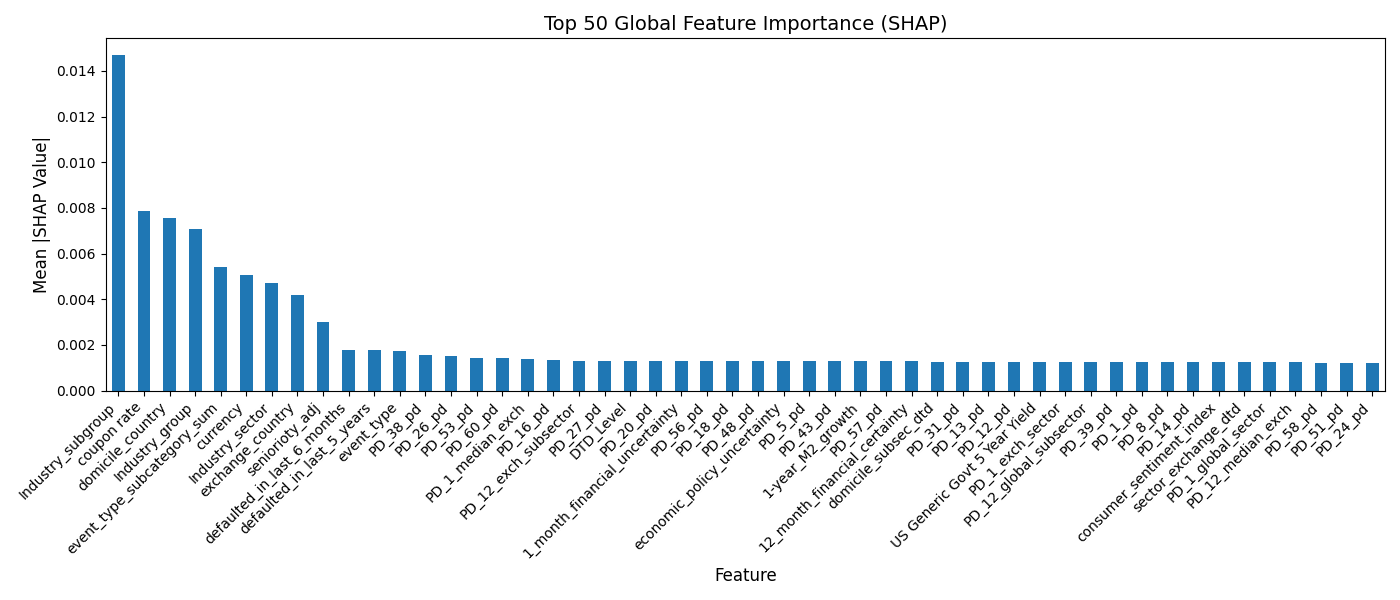 Top 50 Global Feature Importance (SHAP)
Mean |SHAP Value|
0.014
0.012
0.010
0.008
0.006
0.004
0.002
0.000
Industry_subgroup
coupon rate
domicile_country
Industry_group
event_type_subcategory_sum
currency
Industry_sector
exchange_country
seniorioty_adj
defaulted_in_last_6_months
defaulted_in_last_5_years
event_type
PD_38_pd
PD_26_pd
PD_53_pd
PD_60_pd
PD_1_median_exch
PD_16_pd
PD_12_exch_subsector
PD_27_pd
DTD_Level
PD_20_pd
1_month_financial_uncertainty
PD_56_pd
PD_18_pd
PD_48_pd
economic_policy_uncertainty
PD_5_pd
PD_43_pd
1-year_M2_growth
PD_57_pd
12_month_financial_certainty
domicile_subsec_dtd
PD_31_pd
PD_13_pd
PD_12_pd
US Generic Govt 5 Year Yield
PD_1_exch_sector
PD_12_global_subsector
PD_39_pd
PD_1_pd
PD_8_pd
PD_14_pd
consumer_sentiment_index
sector_exchange_dtd
PD_1_global_sector
PD_12_median_exch
PD_58_pd
PD_51_pd
PD_24_pd
Feature